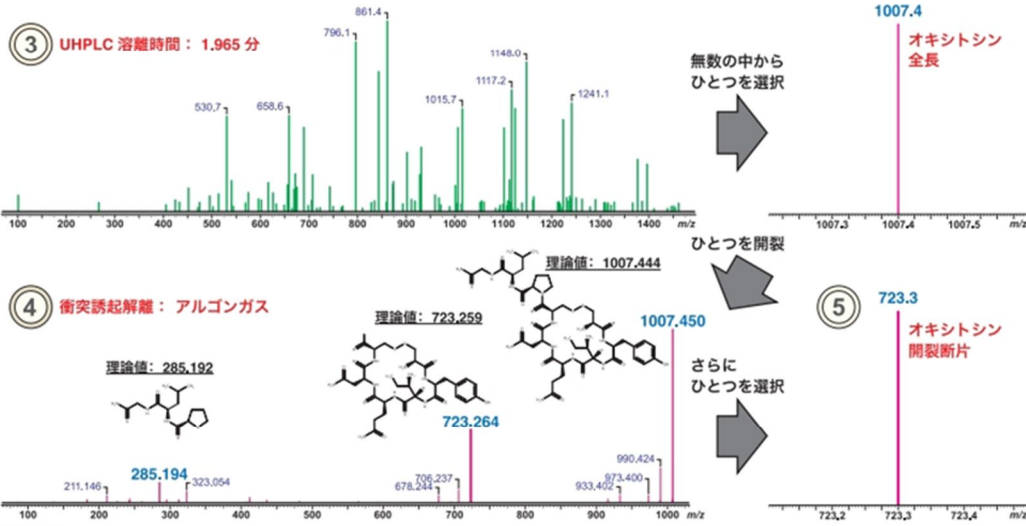 3 UHPLC 溶離時間： 1.965 分
861.4
796.1
530.7
658.6
1015.7
1117.2
1148.0
1241.1
100 200 300 400 500 600 700 800 900 1000 1100 1200 1300 1400 m/z
無数の中から
ひとつを選択
1007.4
オキシトシン
全長
1007.3 1007.4 1007.5 m/z
ひとつを開裂
4 衝突誘起解離： アルゴンガス
理論値： 285.192
理論値： 723.259
理論値： 1007.444
211.146
285.194
323.054
678.244
706.237
723.264
933.402
973.400
990.424
1007.450
100 200 300 400 500 600 700 800 900 1000 m/z
さらに
ひとつを選択
5
723.3
オキシトシン
開裂断片
723.2 723.3 723.4 m/z